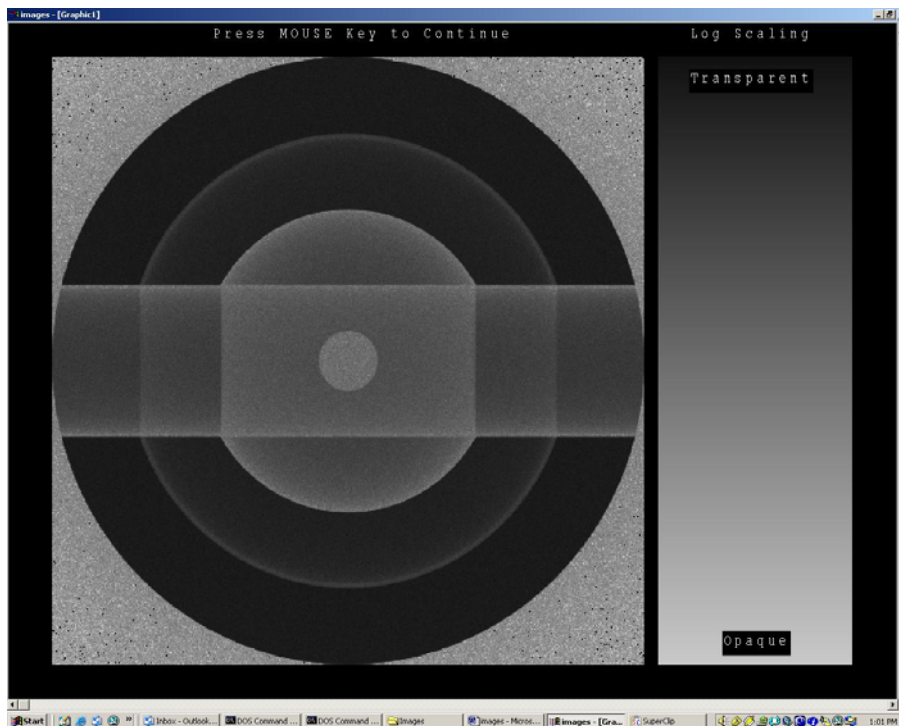 images - [Graphic1]
Press MOUSE Key to Continue
Log Scaling
Transparent
Opaque
Start
»
Inbox - Outlook...
DOS Command ...
DOS Command ...
Images
Images - Micros...
images - [Gra...
SuperClip
1:01 PM